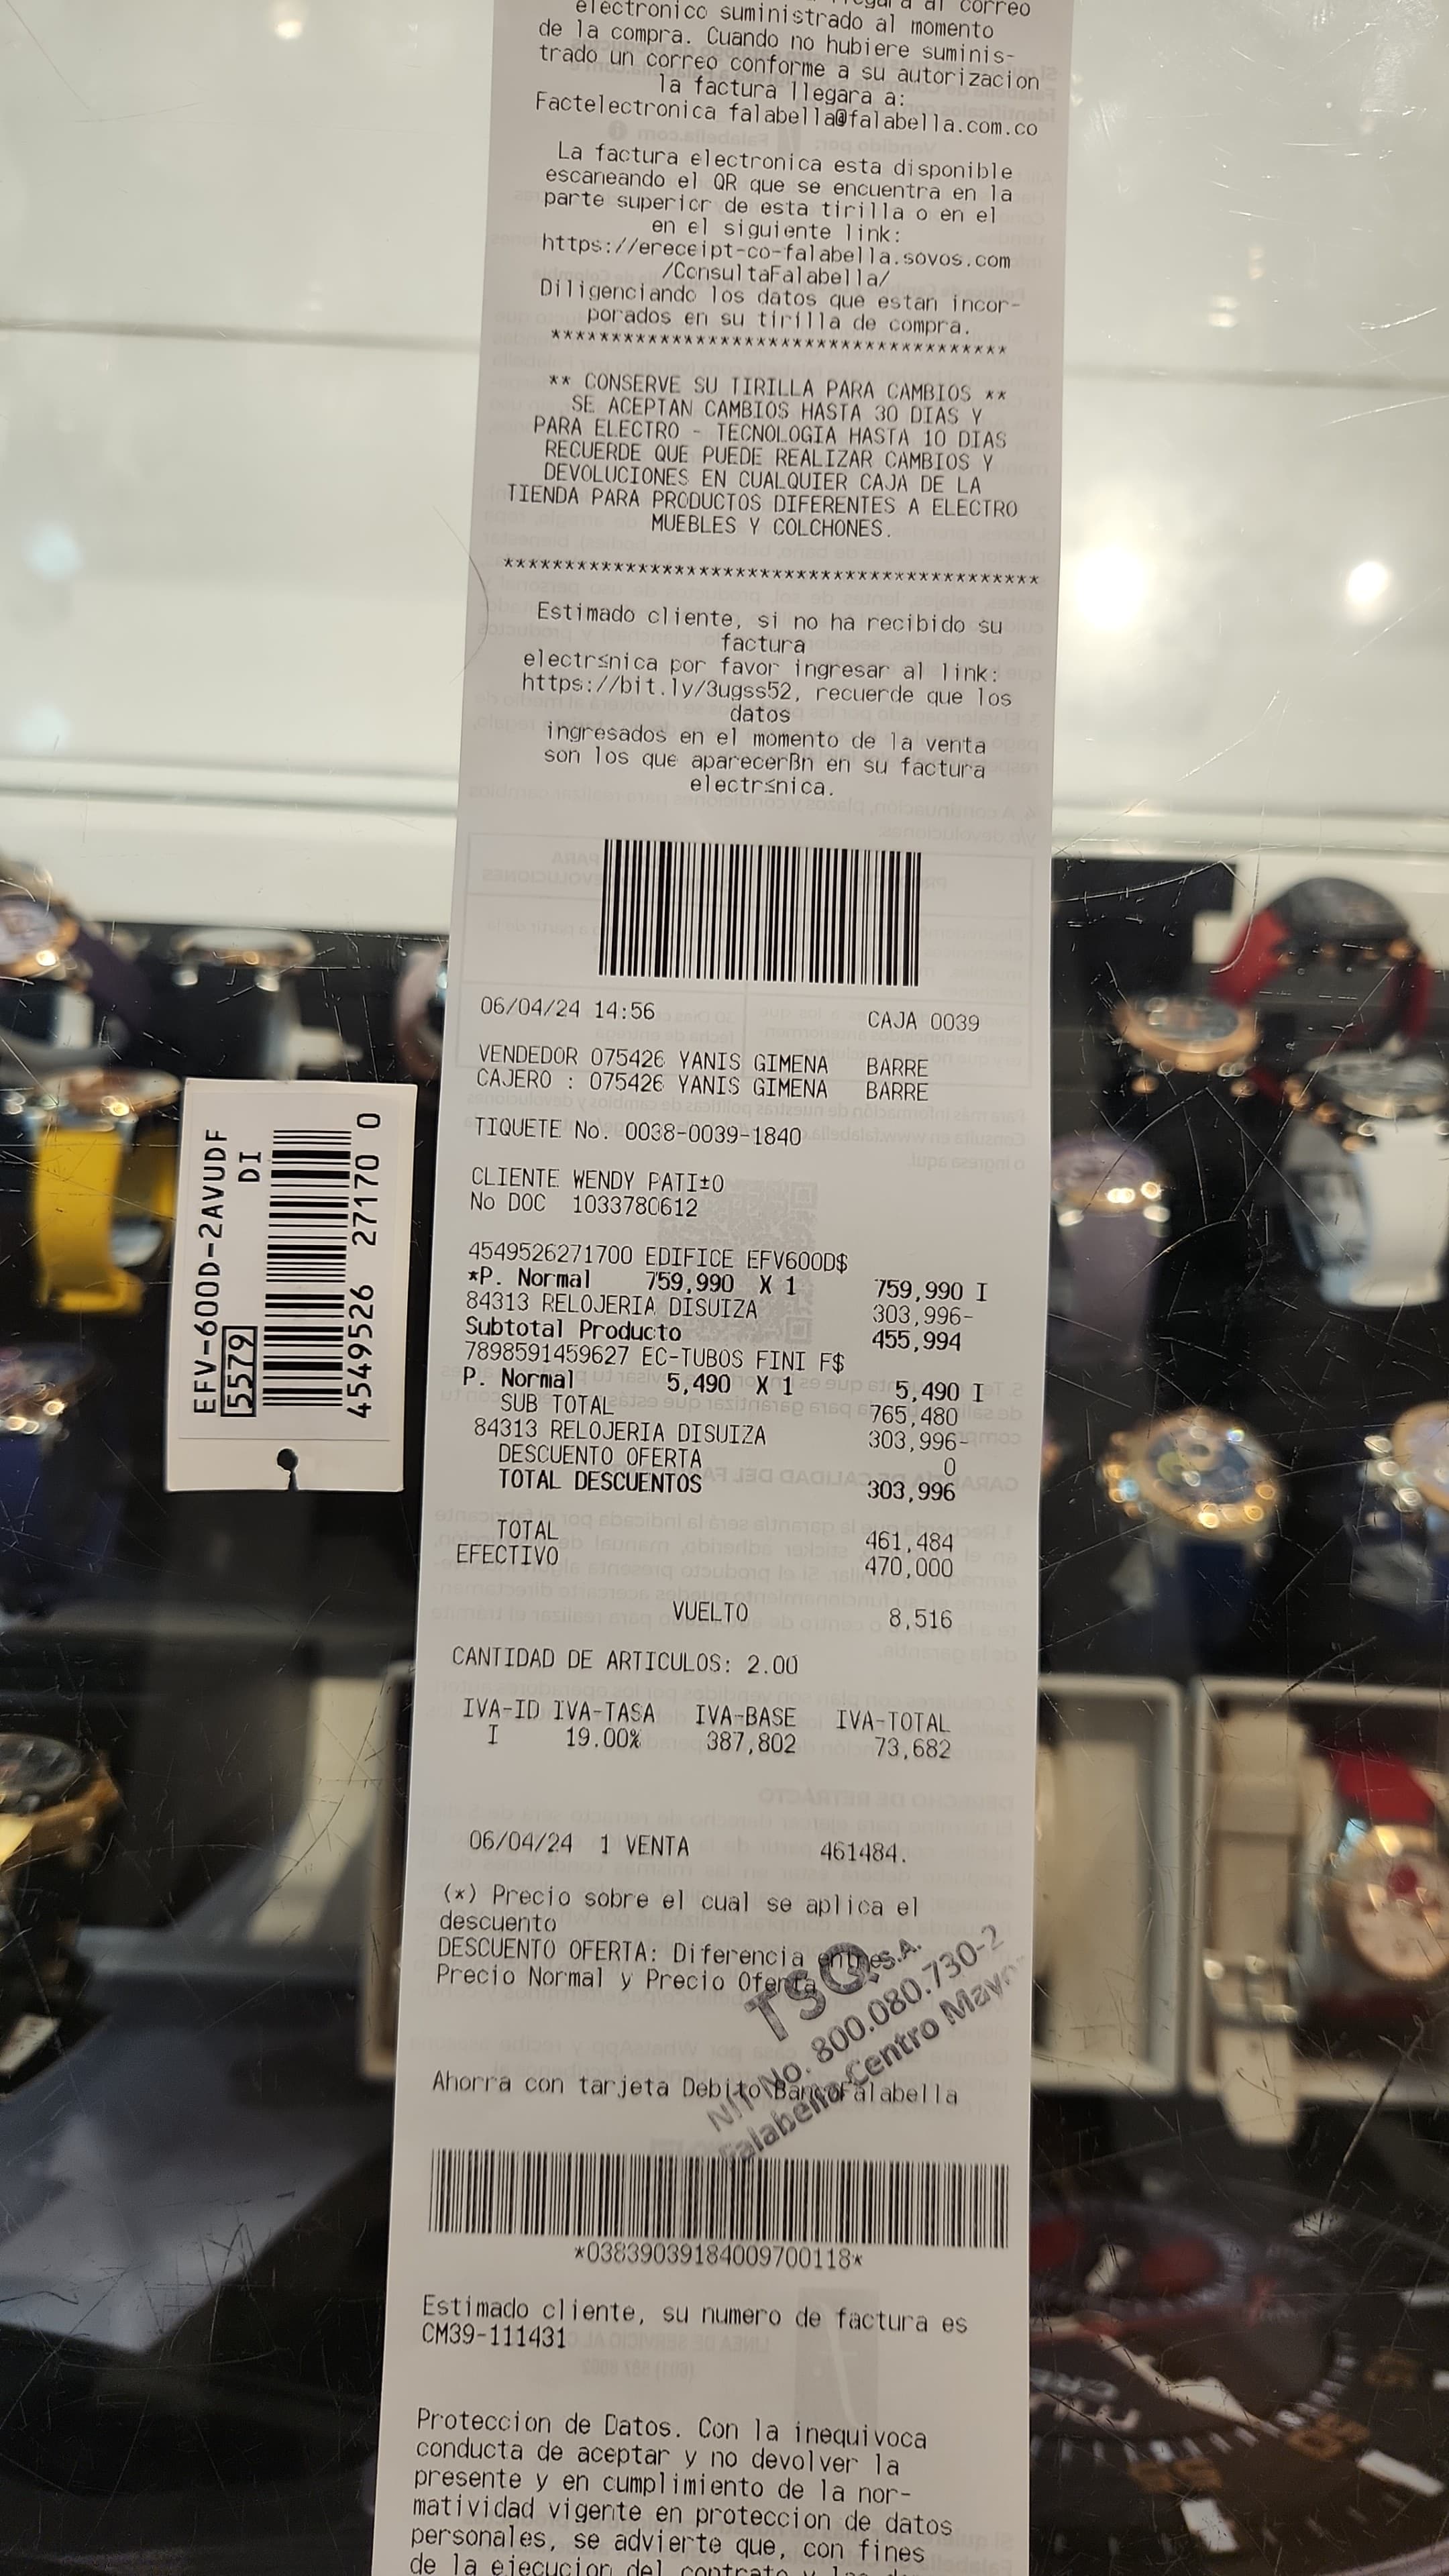 electronico suministrado al momento
de la compra. Cuando no hubiere suminis-
trado un correo conforme a su autorizacion
la factura llegara a:
Factelectronica falabella@falabella.com.co
La factura electronica esta disponible
escaneando el QR que se encuentra en la
parte superior de esta tirilla o en el
en el siguiente link:
https://ereceipt-co-falabella.sovos.com
/ConsultaFalabella/
Diligenciando los datos que estan incor-
porados en su tirilla de compra.
*************************************
** CONSERVE SU TIRILLA PARA CAMBIOS **
SE ACEPTAN CAMBIOS HASTA 30 DIAS Y
PARA ELECTRO - TECNOLOGIA HASTA 10 DIAS
RECUERDE QUE PUEDE REALIZAR CAMBIOS Y
DEVOLUCIONES EN CUALQUIER CAJA DE LA
TIENDA PARA PRODUCTOS DIFERENTES A ELECTRO
MUEBLES Y COLCHONES.
********************************************
Estimado cliente, si no ha recibido su
factura
electr≤nica por favor ingresar al link:
https://bit.ly/3ugss52, recuerde que los
datos
ingresados en el momento de la venta
son los que aparecerßn en su factura
electr≤nica.
06/04/24 14:56 CAJA 0039
VENDEDOR 075426 YANIS GIMENA BARRE
CAJERO : 075426 YANIS GIMENA BARRE
TIQUETE No. 0038-0039-1840
CLIENTE WENDY PATI±O
No DOC 1033780612
4549526271700 EDIFICE EFV600D$
*P. Normal 759,990 X 1 759,990 I
84313 RELOJERIA DISUIZA 303,996-
Subtotal Producto 455,994
7898591459627 EC-TUBOS FINI F$
P. Normal 5,490 X 1 5,490 I
SUB TOTAL 765,480
84313 RELOJERIA DISUIZA 303,996-
DESCUENTO OFERTA 0
TOTAL DESCUENTOS 303,996
TOTAL 461,484
EFECTIVO 470,000
VUELTO 8,516
CANTIDAD DE ARTICULOS: 2.00
IVA-ID IVA-TASA IVA-BASE IVA-TOTAL
I 19.00% 387,802 73,682
06/04/24 1 VENTA 461484.
(*) Precio sobre el cual se aplica el
descuento
DESCUENTO OFERTA: Diferencia entre
Precio Normal y Precio Oferta
TSQ S.A.
NIT No. 800.080.730-2
Falabella Centro Mayor
Ahorra con tarjeta Debito BancoFalabella
*03839039184009700118*
Estimado cliente, su numero de factura es
CM39-111431
Proteccion de Datos. Con la inequivoca
conducta de aceptar y no devolver la
presente y en cumplimiento de la nor-
matividad vigente en proteccion de datos
personales, se advierte que, con fines
de la ejecucion del contrato y los
EFV-600D-2AVUDF
5579 DI
4549526 27170 0